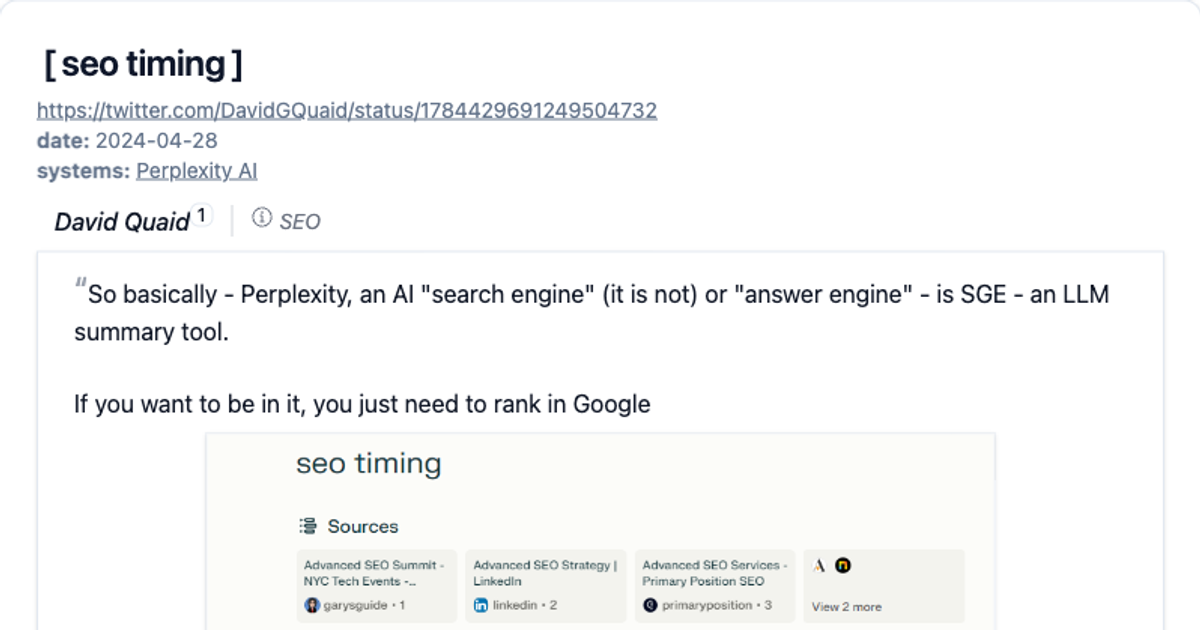 [seo timing]
https://twitter.com/DavidGQuaid/status/1784429691249504732
date: 2024-04-28
systems: Perplexity AI
David Quaid 1
SEO
“So basically - Perplexity, an AI "search engine" (it is not) or "answer engine" - is SGE - an LLM
summary tool.
If you want to be in it, you just need to rank in Google
seo timing
Sources
Advanced SEO Summit -
NYC Tech Events -...
garysguide • 1
Advanced SEO Strategy |
LinkedIn
linkedin • 2
Advanced SEO Services -
Primary Position SEO
primaryposition • 3
View 2 more